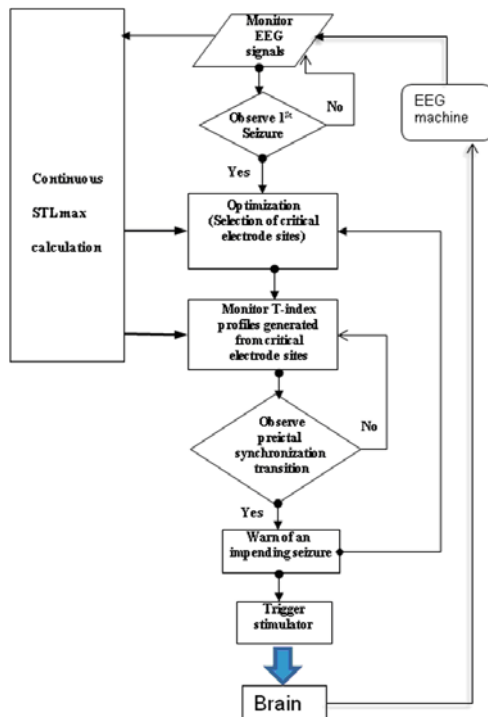 Monitor
EEG
signals
EEG
machine
No
Observe 1st
Seizure
Yes
Continuous
STLmax
calculation
Optimization
(Selection of critical
electrode sites)
Monitor T-index
profiles generated
from critical
electrode sites
Observe
preictal
synchronization
transition
No
Yes
Warn of an
impending seizure
Trigger
stimulator
Brain